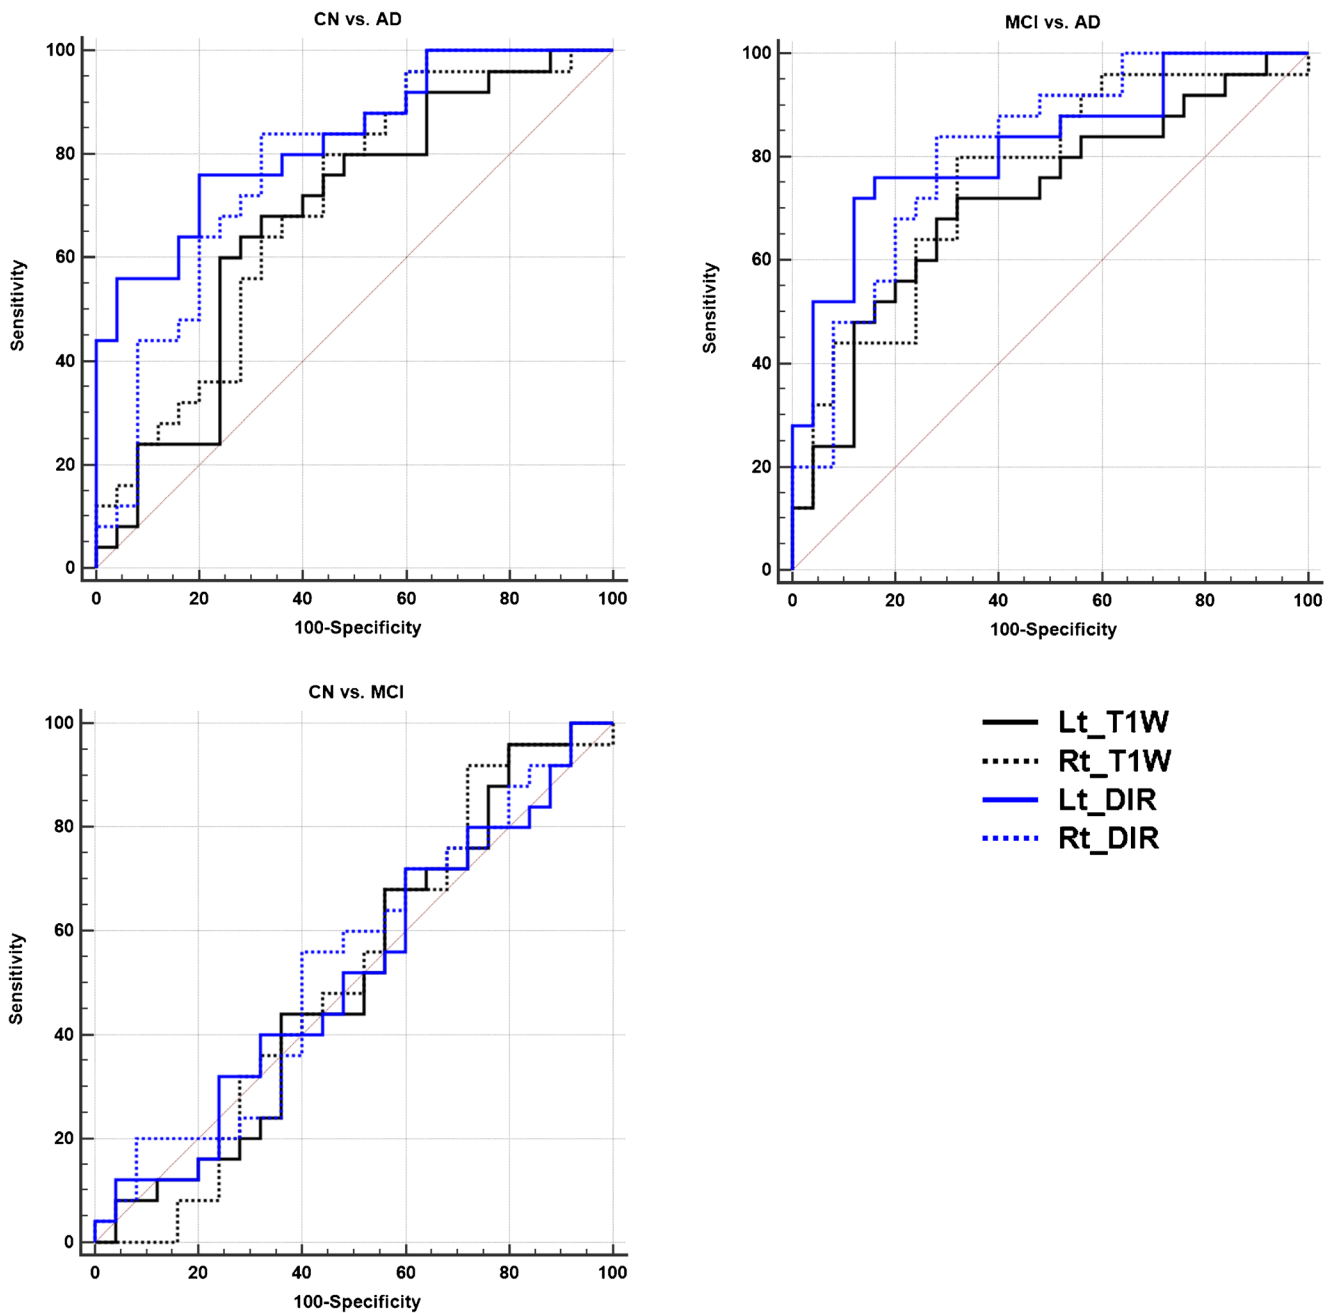 CN vs. AD
100
80
60
40
20
0
Sensitivity
0 20 40 60 80 100
100-Specificity
MCI vs. AD
100
80
60
40
20
0
Sensitivity
0 20 40 60 80 100
100-Specificity
CN vs. MCI
100
80
60
40
20
0
Sensitivity
0 20 40 60 80 100
100-Specificity
Lt_T1W
Rt_T1W
Lt_DIR
Rt_DIR